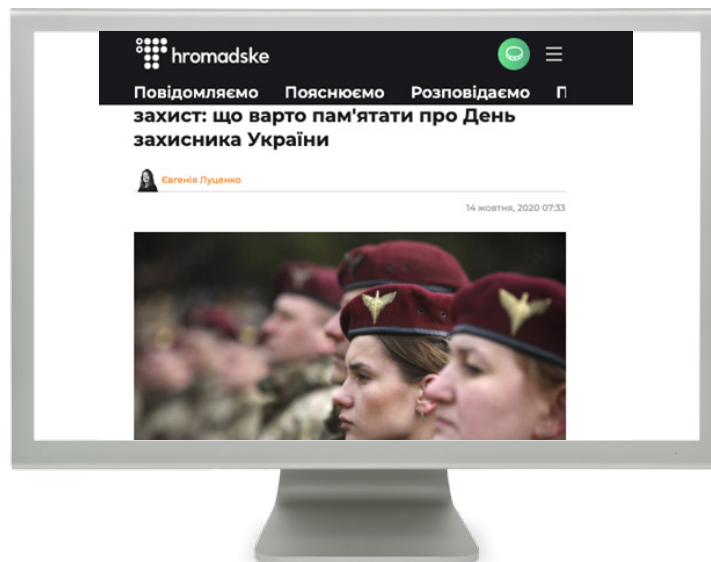 hromadske
Повідомляємо Пояснюємо Розповідаємо П
захист: що варто пам'ятати про День
захисника України
Євгенія Луценко
14 жовтня, 2020 07:33